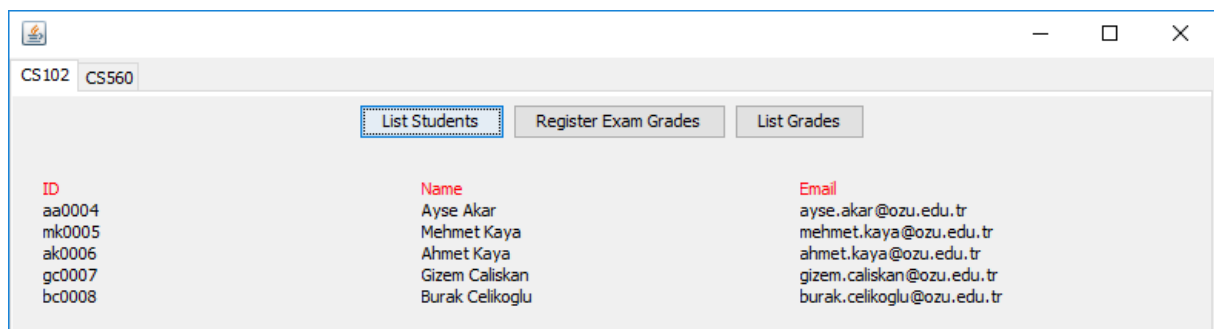 CS102 CS560
List Students Register Exam Grades List Grades
ID Name Email
aa0004 Ayse Akar ayse.akar@ozu.edu.tr
mk0005 Mehmet Kaya mehmet.kaya@ozu.edu.tr
ak0006 Ahmet Kaya ahmet.kaya@ozu.edu.tr
gc0007 Gizem Caliskan gizem.caliskan@ozu.edu.tr
bc0008 Burak Celikoglu burak.celikoglu@ozu.edu.tr